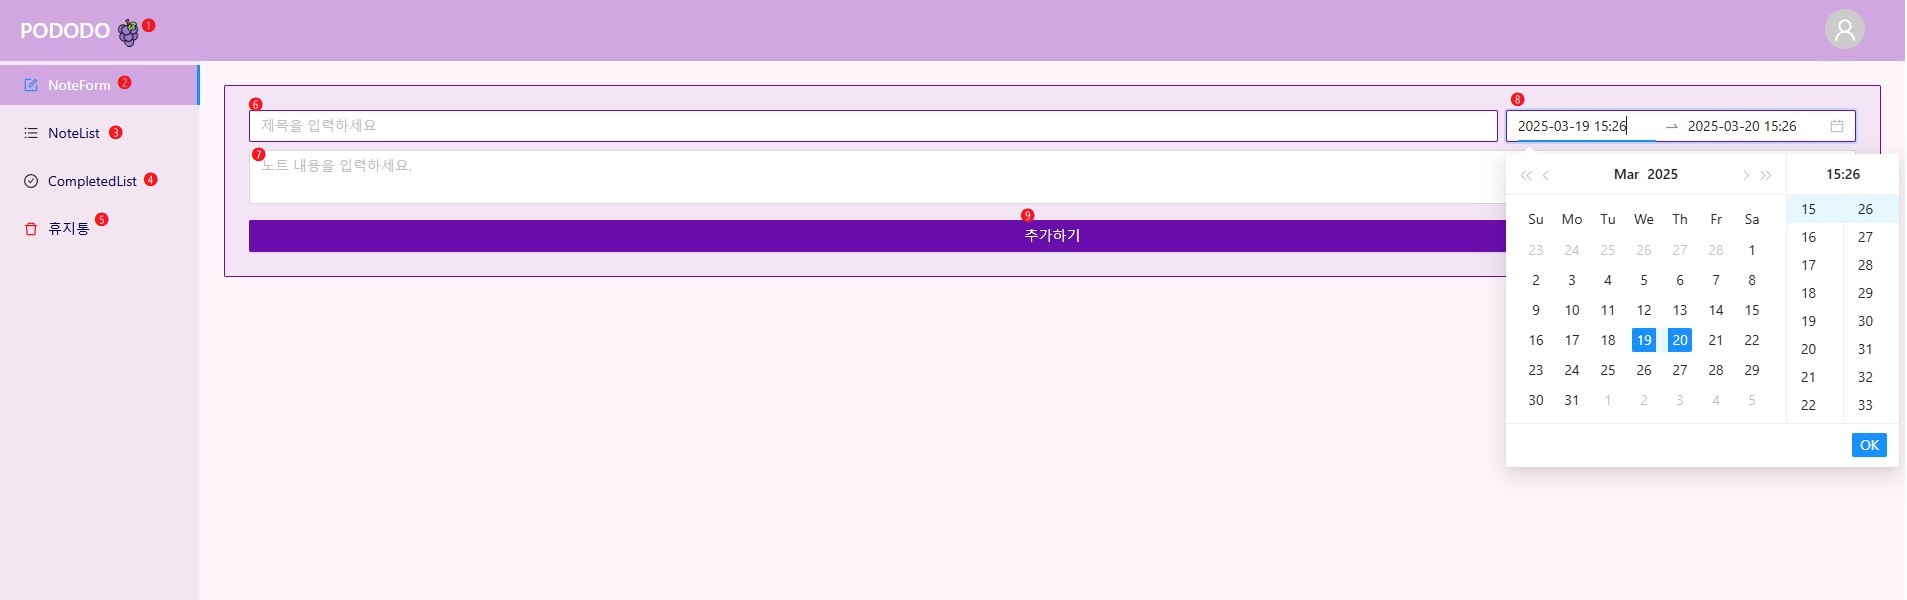 PODODO 1
NoteForm 2
NoteList 3
CompletedList 4
휴지통 5
6
제목을 입력하세요
7
노트 내용을 입력하세요.
8
2025-03-19 15:26 → 2025-03-20 15:26
9
추가하기
Mar 2025 15:26
Su Mo Tu We Th Fr Sa
23 24 25 26 27 28 1
2 3 4 5 6 7 8
9 10 11 12 13 14 15
16 17 18 19 20 21 22
23 24 25 26 27 28 29
30 31 1 2 3 4 5
15 26
16 27
17 28
18 29
19 30
20 31
21 32
22 33
OK